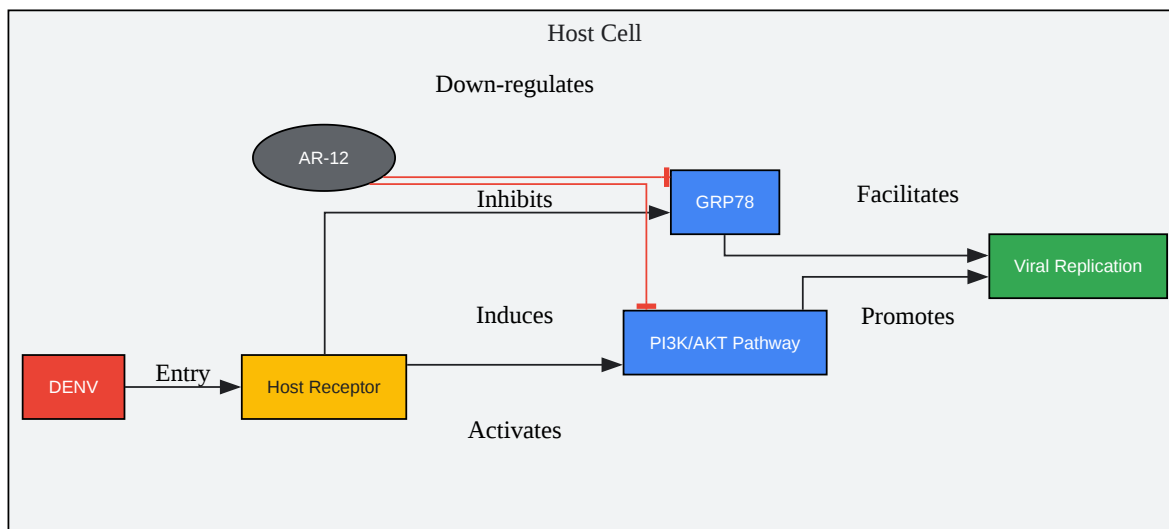 Host Cell
Down-regulates
AR-12
GRP78
Inhibits
Facilitates
Viral Replication
Induces
Promotes
PI3K/AKT Pathway
DENV
Entry
Host Receptor
Activates